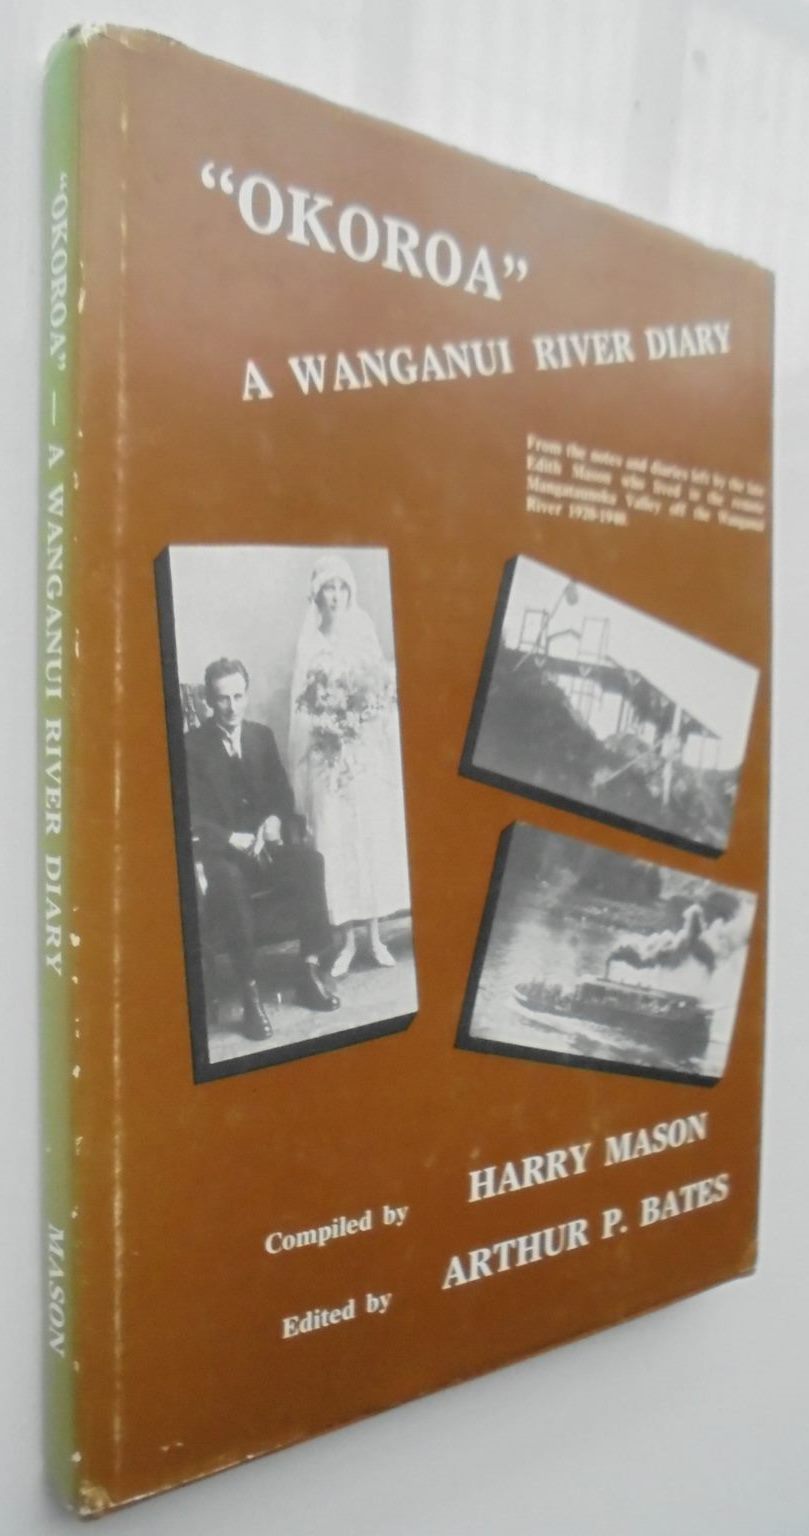 "OKOROA" — A WANGANUI RIVER DIARY MASON
"OKOROA"
A WANGANUI RIVER DIARY
From the notes and diaries left by the late
Edith Mason who lived in the remote
Valley off the Wanganui
River
Compiled by HARRY MASON
Edited by ARTHUR P. BATES